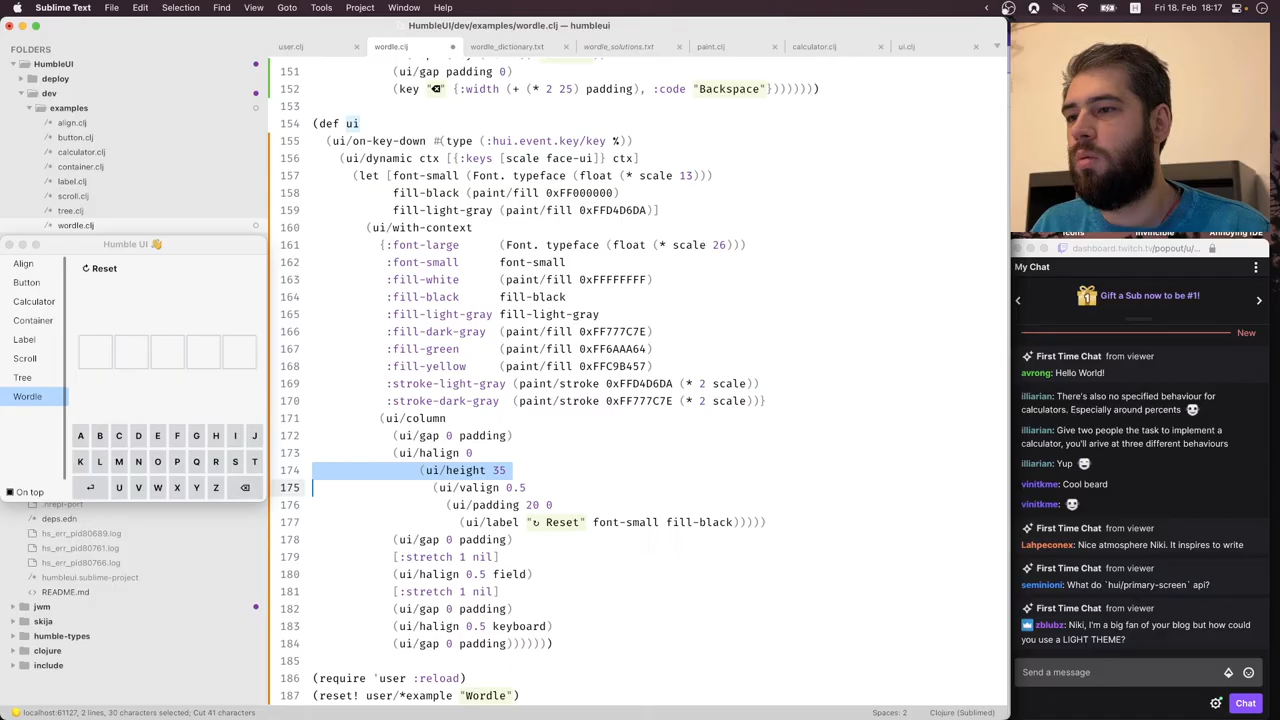 Sublime Text File Edit Selection Find View Goto Tools Project Window Help
H Fri 18. Feb 18:17
HumbleUI/dev/examples/wordle.clj — humbleui
FOLDERS
HumbleUI
deploy
dev
examples
align.clj
button.clj
calculator.clj
container.clj
label.clj
scroll.clj
tree.clj
wordle.clj
.nrepl-port
deps.edn
hs_err_pid80689.log
hs_err_pid80761.log
hs_err_pid80766.log
humbleui.sublime-project
README.md
jwm
skija
humble-types
clojure
include
Humble UI 👋
Align
Button
Calculator
Container
Label
Scroll
Tree
Wordle
On top
↻ Reset
A B C D E F G H I J
K L M N O P Q R S T
↵ U V W X Y Z ⌫
user.clj × wordle.clj wordle_dictionary.txt × wordle_solutions.txt × paint.clj × calculator.clj × ui.clj ×
151 (ui/gap padding 0)
152 (key "⌫" {:width (+ (* 2 25) padding), :code "Backspace"})))))))
153
154 (def ui
155 (ui/on-key-down #(type (:hui.event.key/key %))
156 (ui/dynamic ctx [{:keys [scale face-ui]} ctx]
157 (let [font-small (Font. typeface (float (* scale 13)))
158 fill-black (paint/fill 0xFF000000)
159 fill-light-gray (paint/fill 0xFFD4D6DA)]
160 (ui/with-context
161 {:font-large (Font. typeface (float (* scale 26)))
162 :font-small font-small
163 :fill-white (paint/fill 0xFFFFFFFF)
164 :fill-black fill-black
165 :fill-light-gray fill-light-gray
166 :fill-dark-gray (paint/fill 0xFF777C7E)
167 :fill-green (paint/fill 0xFF6AAA64)
168 :fill-yellow (paint/fill 0xFFC9B457)
169 :stroke-light-gray (paint/stroke 0xFFD4D6DA (* 2 scale))
170 :stroke-dark-gray (paint/stroke 0xFF777C7E (* 2 scale))}
171 (ui/column
172 (ui/gap 0 padding)
173 (ui/halign 0
174 (ui/height 35
175 (ui/valign 0.5
176 (ui/padding 20 0
177 (ui/label "↻ Reset" font-small fill-black)))))
178 (ui/gap 0 padding)
179 [:stretch 1 nil]
180 (ui/halign 0.5 field)
181 [:stretch 1 nil]
182 (ui/gap 0 padding)
183 (ui/halign 0.5 keyboard)
184 (ui/gap 0 padding))))))
185
186 (require 'user :reload)
187 (reset! user/*example "Wordle")
localhost:61127, 2 lines, 30 characters selected; Cut 41 characters
Spaces: 2 Clojure (Sublimed)
Icons Invincible Annoying IDE
dashboard.twitch.tv/popout/u/...
My Chat
Gift a Sub now to be #1!
New
First Time Chat from viewer
avrong: Hello World!
illiarian: There's also no specified behaviour for
calculators. Especially around percents
illiarian: Give two people the task to implement a
calculator, you'll arive at three different behaviours
illiarian: Yup
vinitkme: Cool beard
vinitkme:
First Time Chat from viewer
Lahpeconex: Nice atmosphere Niki. It inspires to write
First Time Chat from viewer
seminioni: What do `hui/primary-screen` api?
First Time Chat from viewer
zblubz: Niki, I'm a big fan of your blog but how could
you use a LIGHT THEME?
Send a message
Chat